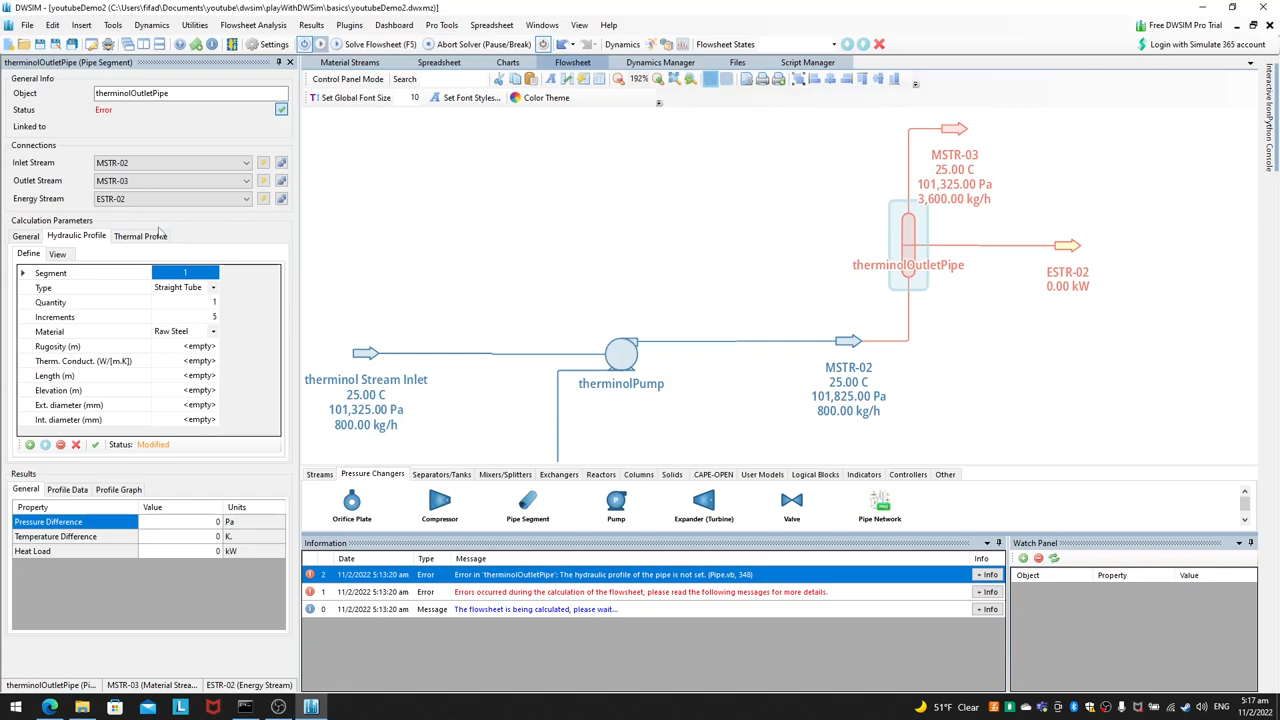 DWSIM - [youtubeDemo2 (C:\Users\fifad\Documents\youtube\dwsim\playWithDWSim\basics\youtubeDemo2.dwxmz)]
File Edit Insert Tools Dynamics Utilities Flowsheet Analysis Results Plugins Dashboard Pro Tools Spreadsheet Windows View Help
Free DWSIM Pro Trial
Settings Solve Flowsheet (F5) Abort Solver (Pause/Break) Dynamics Flowsheet States
Login with Simulate 365 account
therminolOutletPipe (Pipe Segment)
General Info
Object therminolOutletPipe
Status Error
Linked to
Connections
Inlet Stream MSTR-02
Outlet Stream MSTR-03
Energy Stream ESTR-02
Calculation Parameters
General Hydraulic Profile Thermal Profile
Define View
Segment 1
Type Straight Tube
Quantity 1
Increments 5
Material Raw Steel
Rugosity (m) <empty>
Therm. Conduct. (W/[m.K]) <empty>
Length (m) <empty>
Elevation (m) <empty>
Ext. diameter (mm) <empty>
Int. diameter (mm) <empty>
Status: Modified
Results
General Profile Data Profile Graph
Property Value Units
Pressure Difference 0 Pa
Temperature Difference 0 K.
Heat Load 0 kW
therminolOutletPipe (Pi... MSTR-03 (Material Strea... ESTR-02 (Energy Stream)
Material Streams Spreadsheet Charts Flowsheet Dynamics Manager Files Script Manager
Control Panel Mode Search 192%
Set Global Font Size 10 Set Font Styles... Color Theme
MSTR-03
25.00 C
101,325.00 Pa
3,600.00 kg/h
therminolOutletPipe
ESTR-02
0.00 kW
therminol Stream Inlet
25.00 C
101,325.00 Pa
800.00 kg/h
therminolPump
MSTR-02
25.00 C
101,825.00 Pa
800.00 kg/h
Streams Pressure Changers Separators/Tanks Mixers/Splitters Exchangers Reactors Columns Solids CAPE-OPEN User Models Logical Blocks Indicators Controllers Other
Orifice Plate Compressor Pipe Segment Pump Expander (Turbine) Valve Pipe Network
PRO
Information
Date Type Message Info
2 11/2/2022 5:13:20 am Error Error in 'therminolOutletPipe': The hydraulic profile of the pipe is not set. (Pipe.vb, 348) + Info
1 11/2/2022 5:13:20 am Error Errors occurred during the calculation of the flowsheet, please read the following messages for more details. + Info
0 11/2/2022 5:13:20 am Message The flowsheet is being calculated, please wait... + Info
Watch Panel
Object Property Value
Interactive IronPython Console
51°F Clear
5:17 am
11/2/2022